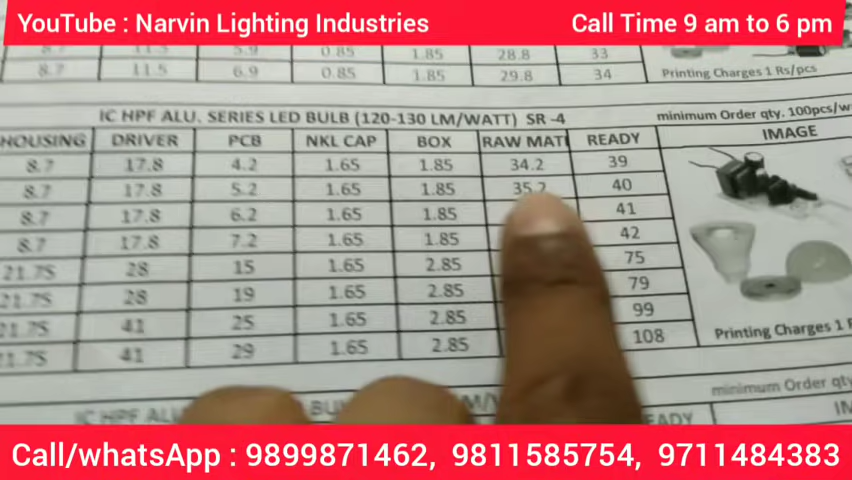 YouTube : Narvin Lighting Industries Call Time 9 am to 6 pm
8.7 11.5 5.9 0.85 1.85 28.8 33
8.7 11.5 6.9 0.85 1.85 29.8 34 Printing Charges 1 Rs/pcs
IC HPF ALU. SERIES LED BULB (120-130 LM/WATT) SR -4 minimum Order qty. 100pcs/w
HOUSING DRIVER PCB NKL CAP BOX RAW MATI READY IMAGE
8.7 17.8 4.2 1.65 1.85 34.2 39
8.7 17.8 5.2 1.65 1.85 35.2 40
8.7 17.8 6.2 1.65 1.85 41
8.7 17.8 7.2 1.65 1.85 42
21.75 28 15 1.65 2.85 75
21.75 28 19 1.65 2.85 79
21.75 41 25 1.65 2.85 99
21.75 41 29 1.65 2.85 108 Printing Charges 1 R
minimum Order qty
IC HPF ALU READY IM
Call/whatsApp : 9899871462, 9811585754, 9711484383